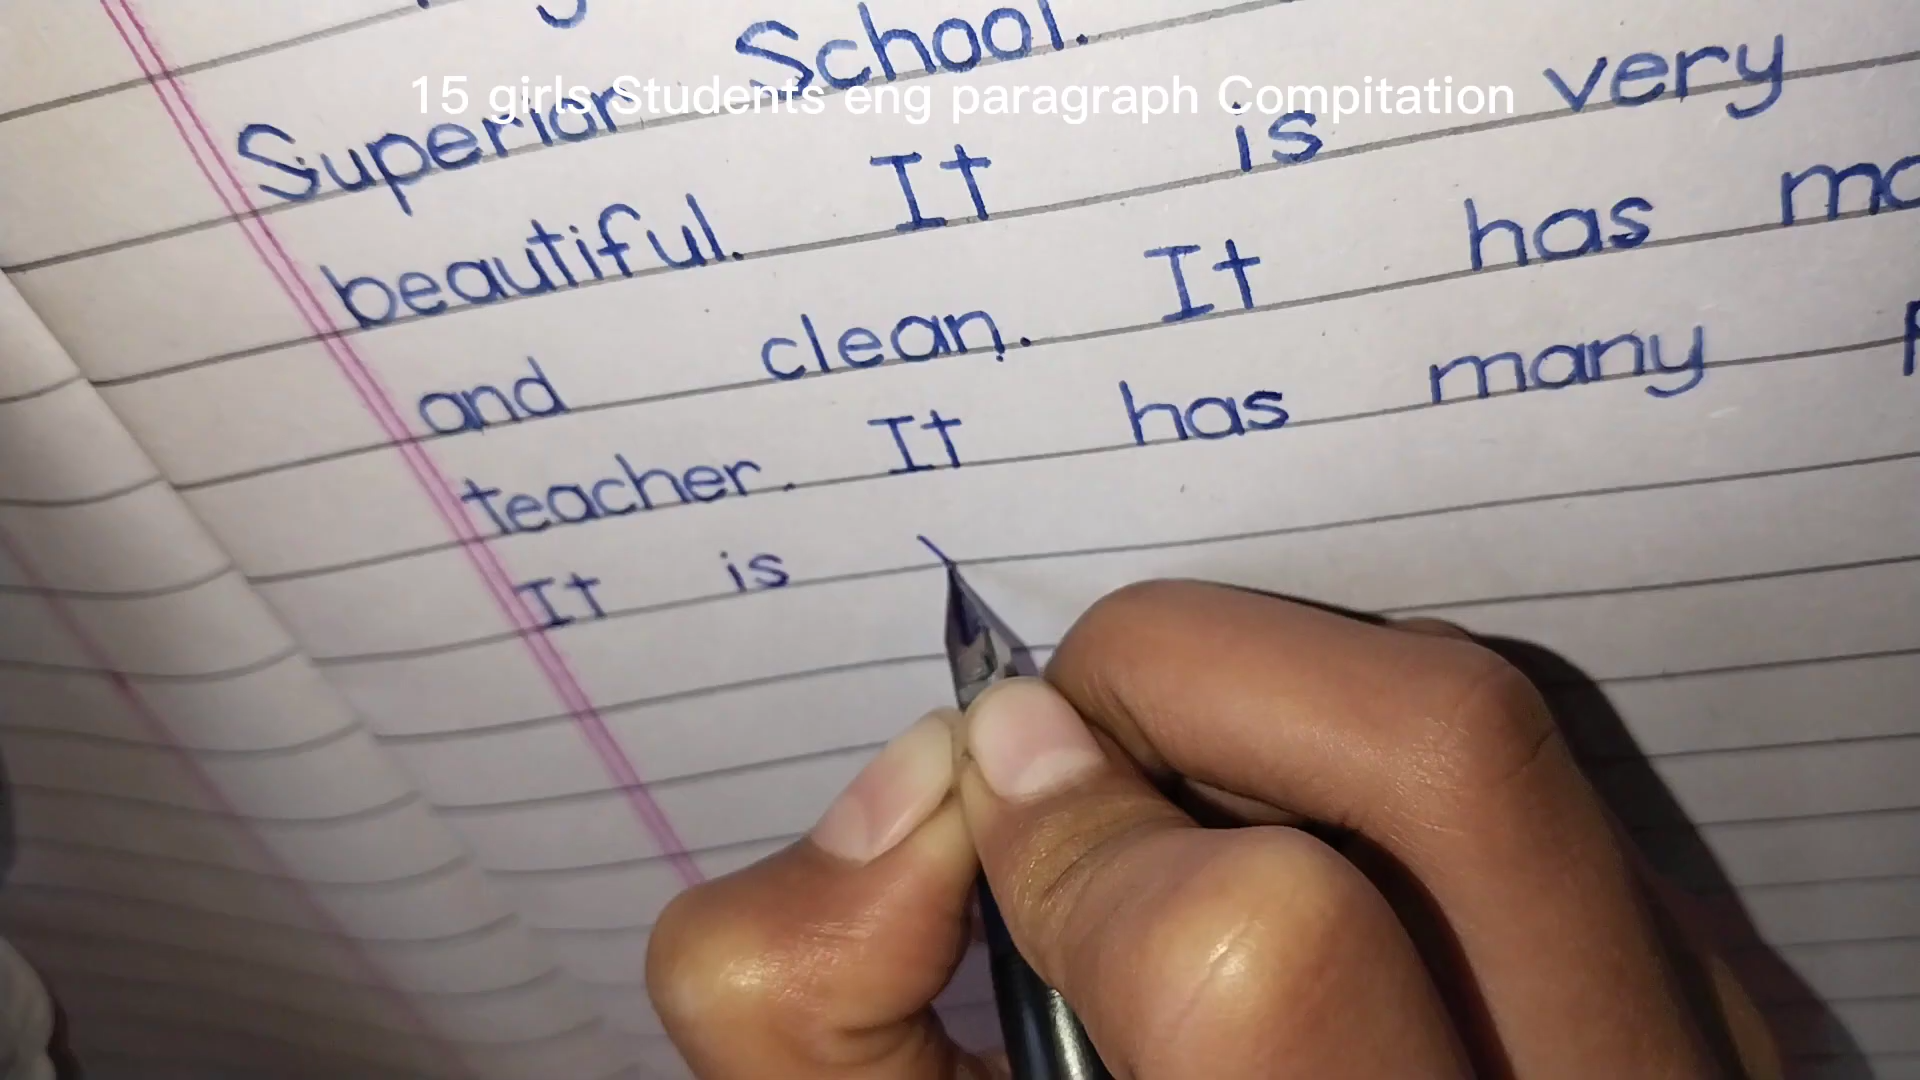 15 girls Students eng paragraph Compitation
Superior School.
beautiful. It is very
and clean. It has
teacher. It has many
It is